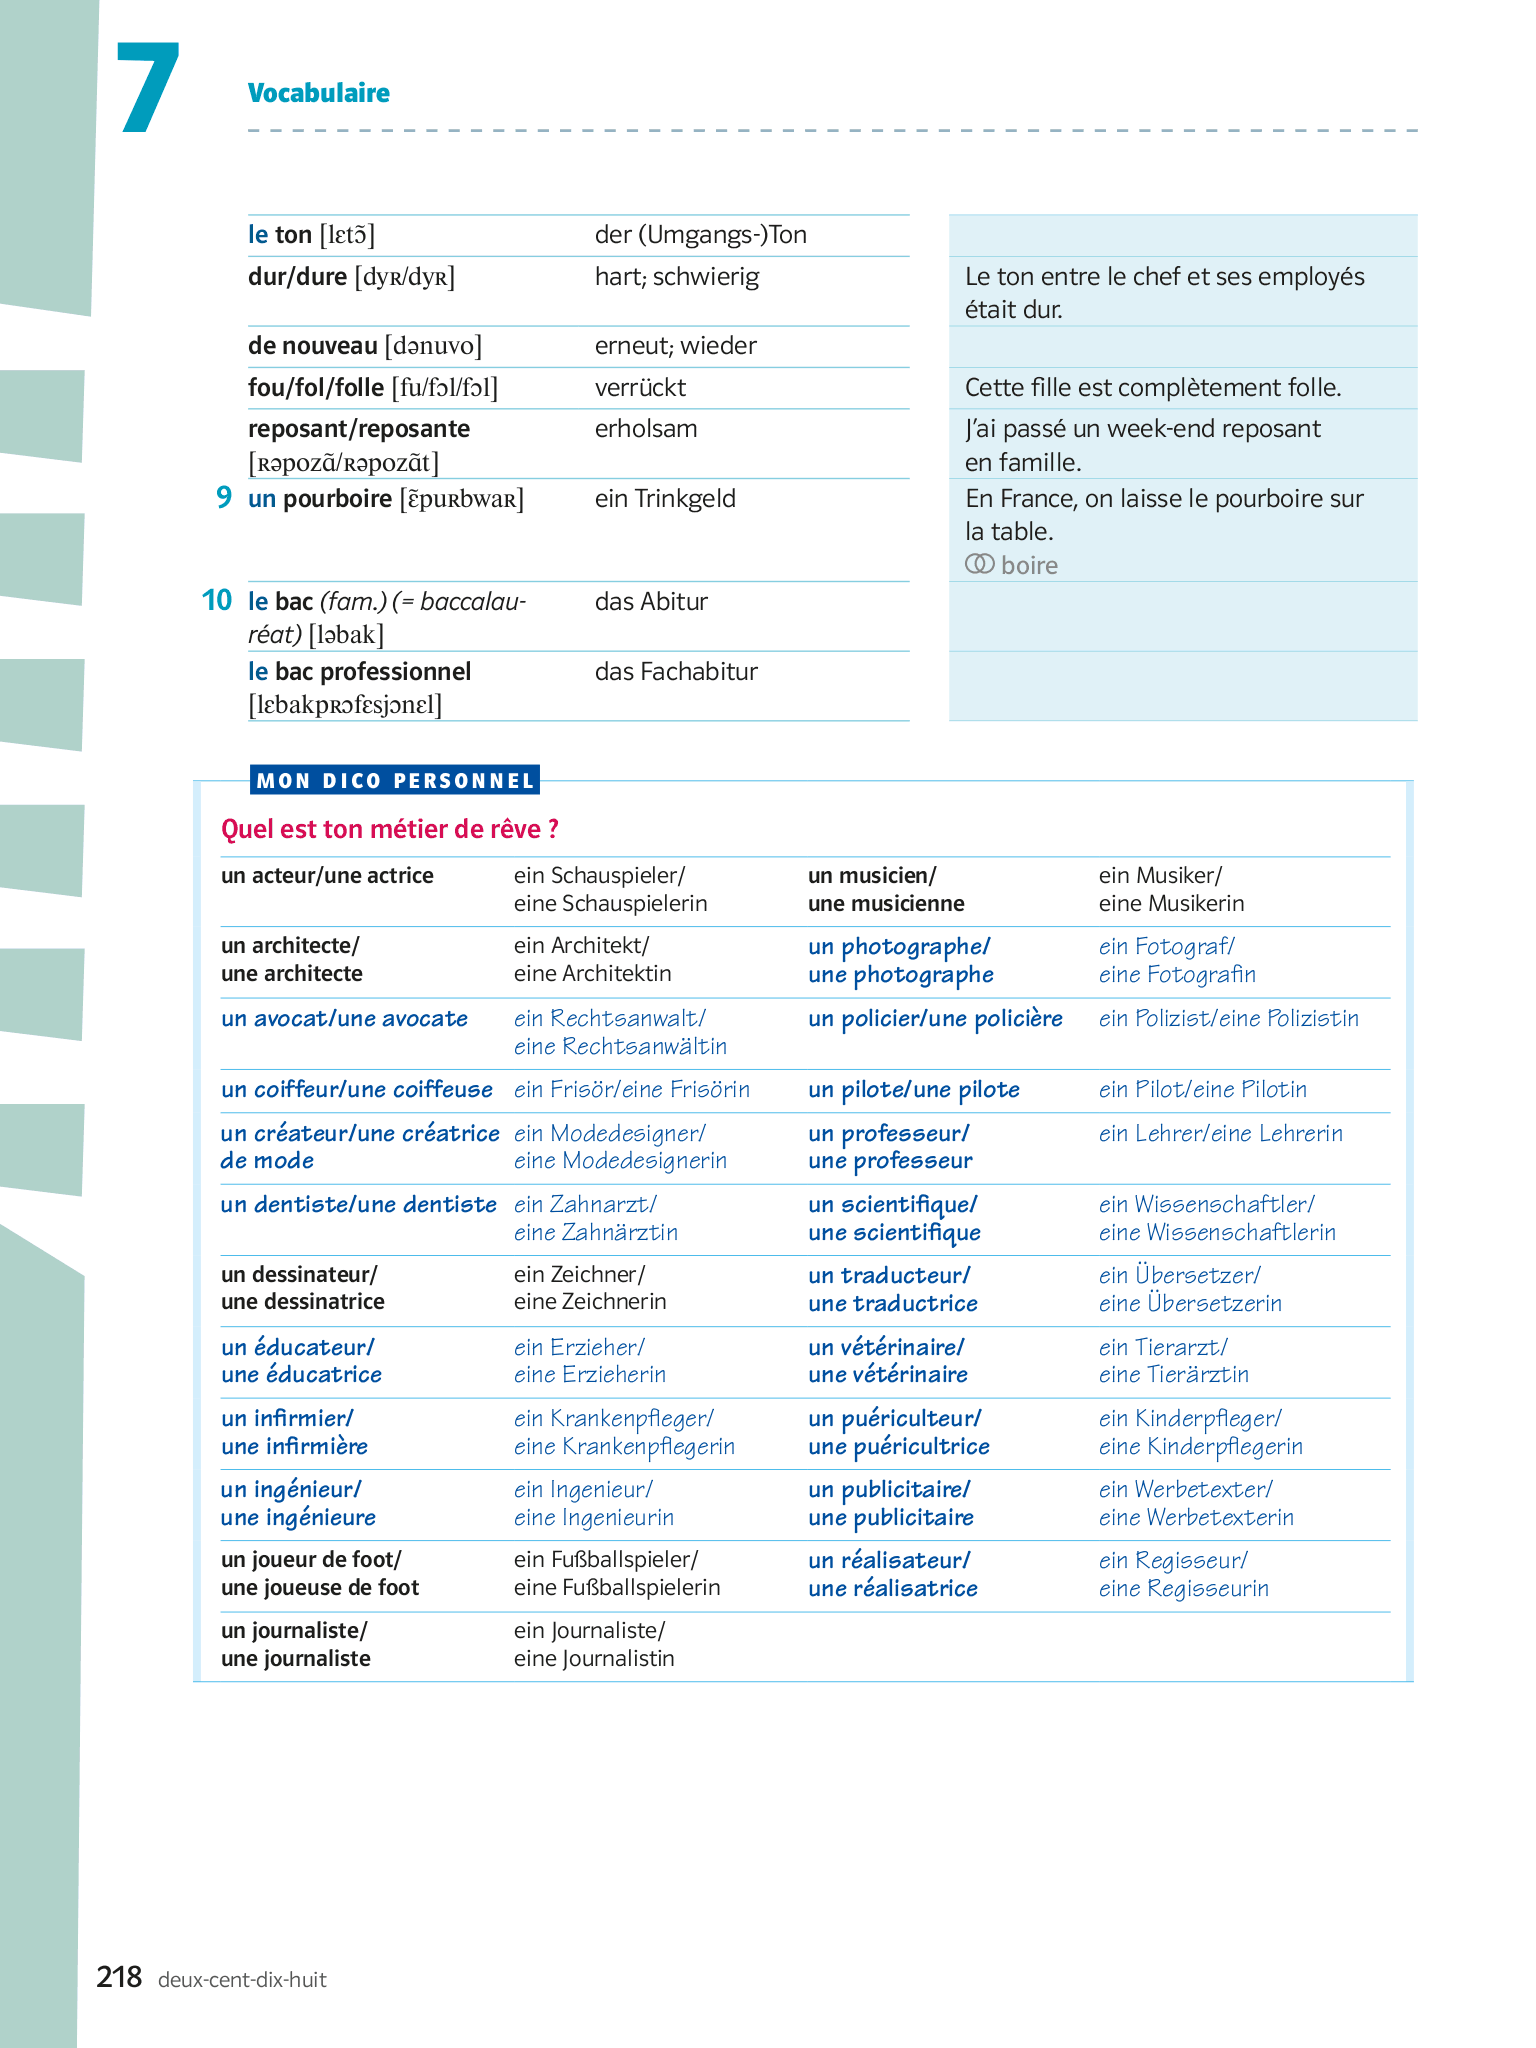 7
Vocabulaire
le ton [lɛtɔ̃] der (Umgangs-)Ton
dur/dure [dyʀ/dyʀ] hart; schwierig Le ton entre le chef et ses employés
était dur.
de nouveau [dənuvo] erneut; wieder
fou/fol/folle [fu/fɔl/fɔl] verrückt Cette fille est complètement folle.
reposant/reposante erholsam J’ai passé un week-end reposant
[ʀəpozɑ̃/ʀəpozɑ̃t] en famille.
9 un pourboire [ɛ̃puʀbwaʀ] ein Trinkgeld En France, on laisse le pourboire sur
la table.
boire
10 le bac (fam.) (= baccalau- das Abitur
réat) [ləbak]
le bac professionnel das Fachabitur
[lɛbakpʀɔfɛsjɔnɛl]
MON DICO PERSONNEL
Quel est ton métier de rêve ?
un acteur/une actrice ein Schauspieler/ un musicien/ ein Musiker/
eine Schauspielerin une musicienne eine Musikerin
un architecte/ ein Architekt/ un photographe/ ein Fotograf/
une architecte eine Architektin une photographe eine Fotografin
un avocat/une avocate ein Rechtsanwalt/ un policier/une policière ein Polizist/eine Polizistin
eine Rechtsanwältin
un coiffeur/une coiffeuse ein Frisör/eine Frisörin un pilote/une pilote ein Pilot/eine Pilotin
un créateur/une créatrice ein Modedesigner/ un professeur/ ein Lehrer/eine Lehrerin
de mode eine Modedesignerin une professeur
un dentiste/une dentiste ein Zahnarzt/ un scientifique/ ein Wissenschaftler/
eine Zahnärztin une scientifique eine Wissenschaftlerin
un dessinateur/ ein Zeichner/ un traducteur/ ein Übersetzer/
une dessinatrice eine Zeichnerin une traductrice eine Übersetzerin
un éducateur/ ein Erzieher/ un vétérinaire/ ein Tierarzt/
une éducatrice eine Erzieherin une vétérinaire eine Tierärztin
un infirmier/ ein Krankenpfleger/ un puériculteur/ ein Kinderpfleger/
une infirmière eine Krankenpflegerin une puéricultrice eine Kinderpflegerin
un ingénieur/ ein Ingenieur/ un publicitaire/ ein Werbetexter/
une ingénieure eine Ingenieurin une publicitaire eine Werbetexterin
un joueur de foot/ ein Fußballspieler/ un réalisateur/ ein Regisseur/
une joueuse de foot eine Fußballspielerin une réalisatrice eine Regisseurin
un journaliste/ ein Journaliste/
une journaliste eine Journalistin
218 deux-cent-dix-huit